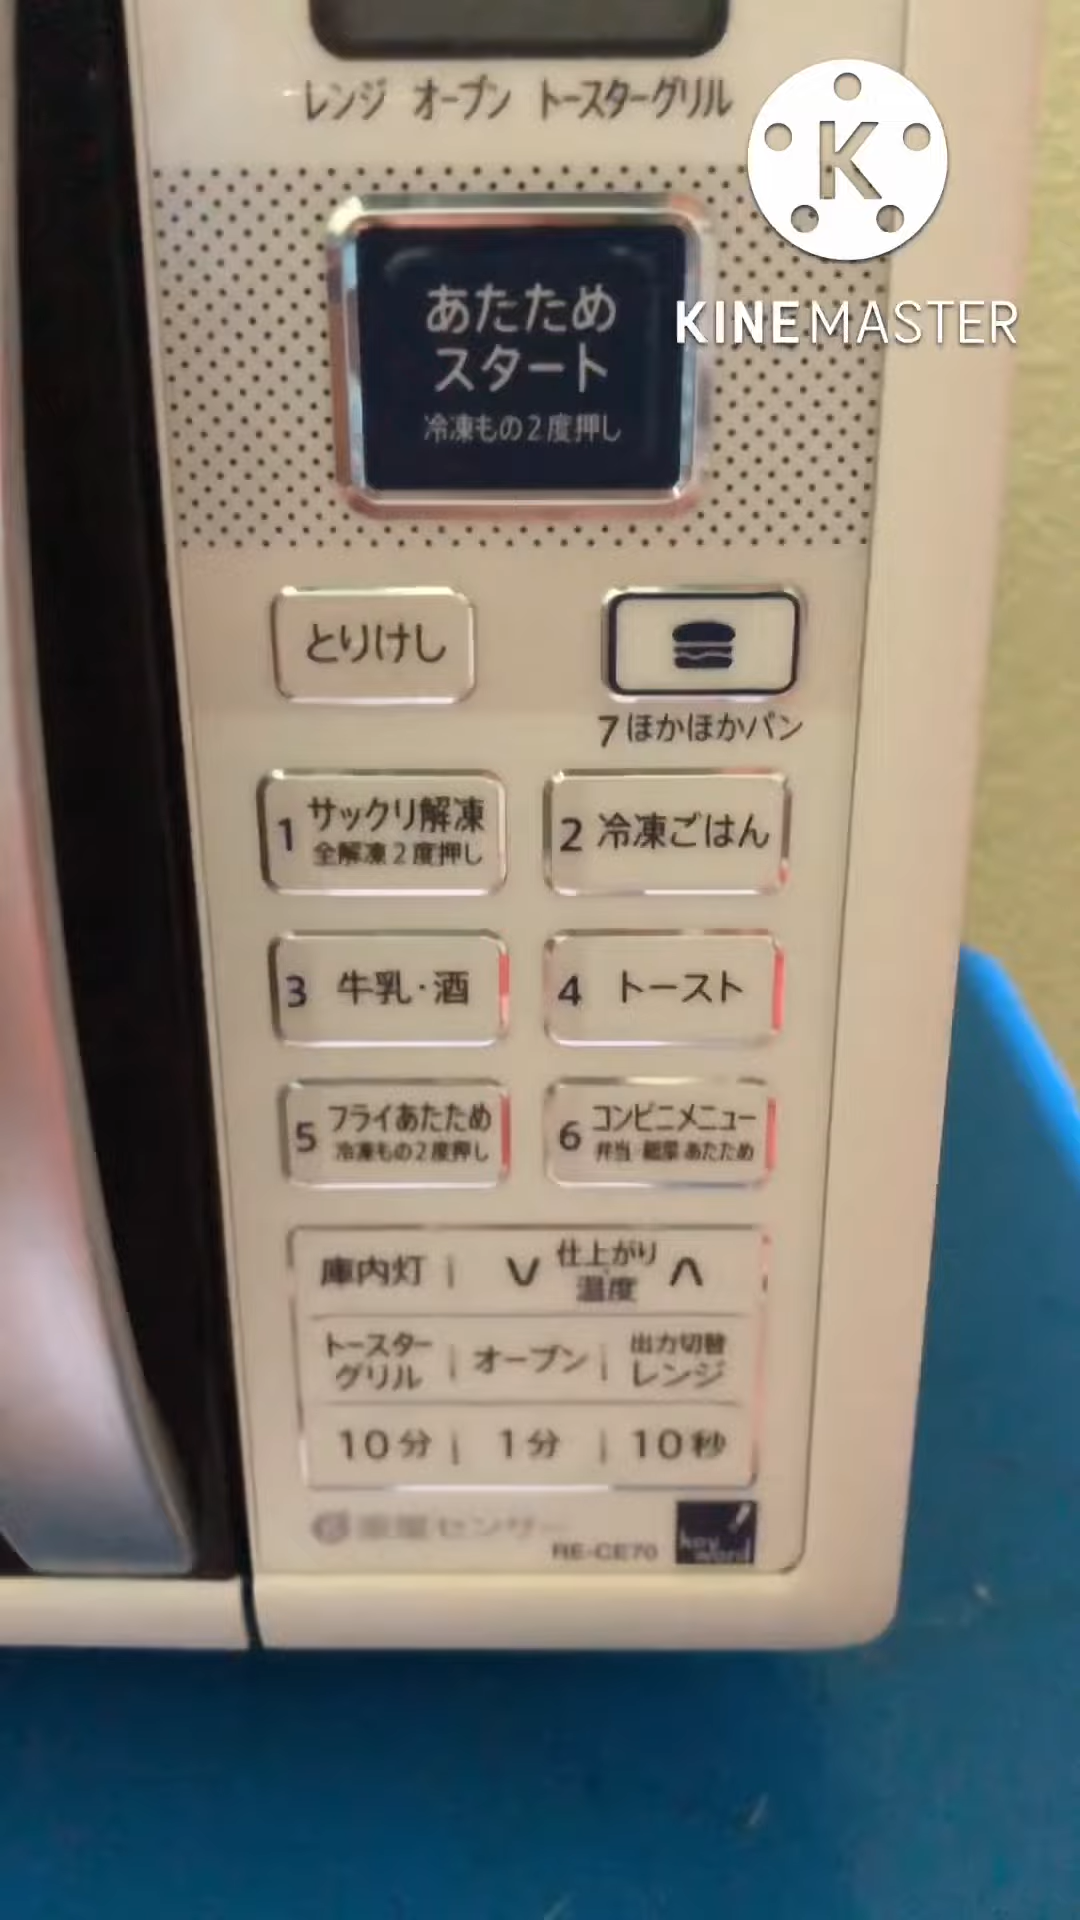 レンジ オーブン トースターグリル
K
KINEMASTER
あたため
スタート
冷凍もの2度押し
とりけし
7ほかほかパン
1 サックリ解凍
全解凍2度押し
2 冷凍ごはん
3 牛乳・酒
4 トースト
5 フライあたため
冷凍もの2度押し
6 コンビニメニュー
弁当 あたため
庫内灯 | ∨ 仕上がり 温度 ∧
トースター グリル | オーブン | 出力切替 レンジ
10分 | 1分 | 10秒
センサー
RE-CE70
key
word